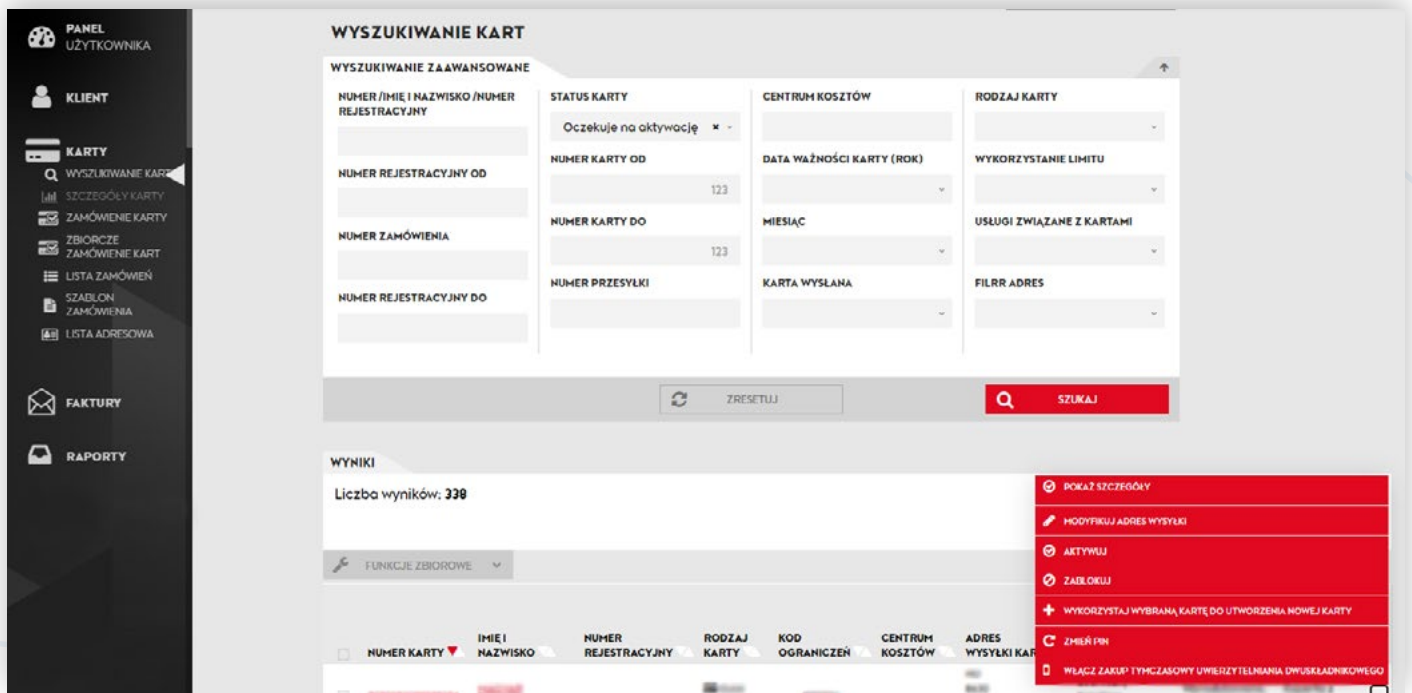 PANEL
UŻYTKOWNIKA
KLIENT
KARTY
WYSZUKIWANIE KART
SZCZEGÓŁY KARTY
ZAMÓWIENIE KARTY
ZBIORCZE
ZAMÓWIENIE KART
LISTA ZAMÓWIEŃ
SZABLON
ZAMÓWIENIA
LISTA ADRESOWA
FAKTURY
RAPORTY
WYSZUKIWANIE KART
WYSZUKIWANIE ZAAWANSOWANE
NUMER /IMIĘ I NAZWISKO /NUMER
REJESTRACYJNY
NUMER REJESTRACYJNY OD
NUMER ZAMÓWIENIA
NUMER REJESTRACYJNY DO
STATUS KARTY
Oczekuje na aktywację
NUMER KARTY OD
123
NUMER KARTY DO
123
NUMER PRZESYŁKI
CENTRUM KOSZTÓW
DATA WAŻNOŚCI KARTY (ROK)
MIESIĄC
KARTA WYSŁANA
RODZAJ KARTY
WYKORZYSTANIE LIMITU
USŁUGI ZWIĄZANE Z KARTAMI
FILRR ADRES
ZRESETUJ
SZUKAJ
WYNIKI
Liczba wyników: 338
FUNKCJE ZBIOROWE
NUMER KARTY
IMIĘ I
NAZWISKO
NUMER
REJESTRACYJNY
RODZAJ
KARTY
KOD
OGRANICZEŃ
CENTRUM
KOSZTÓW
ADRES
WYSYŁKI KAR
POKAŻ SZCZEGÓŁY
MODYFIKUJ ADRES WYSYŁKI
AKTYWUJ
ZABLOKUJ
WYKORZYSTAJ WYBRANĄ KARTĘ DO UTWORZENIA NOWEJ KARTY
ZMIEŃ PIN
WŁĄCZ ZAKUP TYMCZASOWY UWIERZYTELNIANIA DWUSKŁADNIKOWEGO